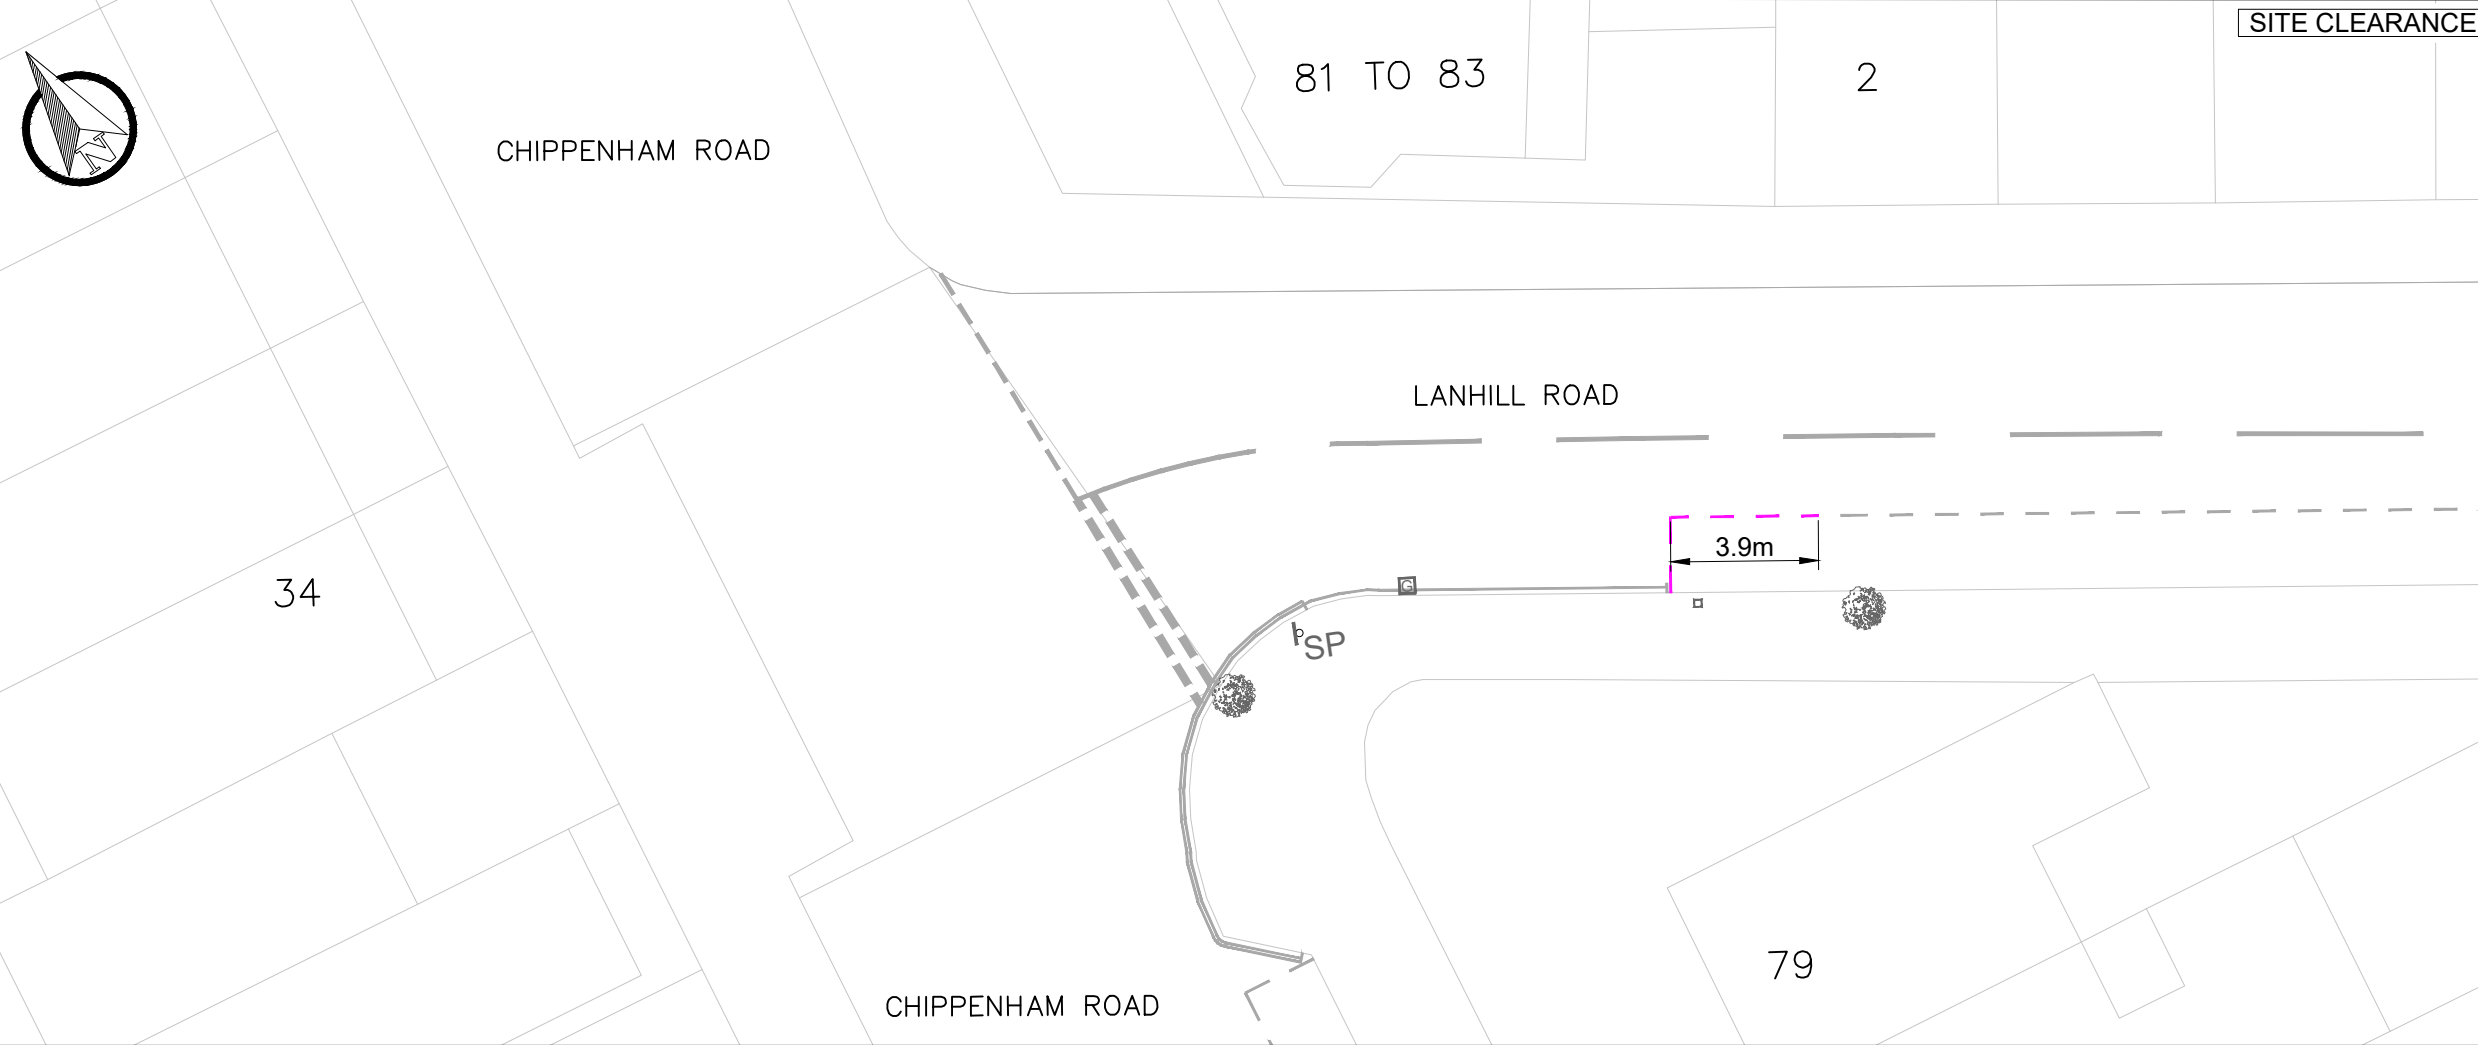 SITE CLEARANCE
81 TO 83
2
N
CHIPPENHAM ROAD
LANHILL ROAD
3.9m
G
SP
34
79
CHIPPENHAM ROAD